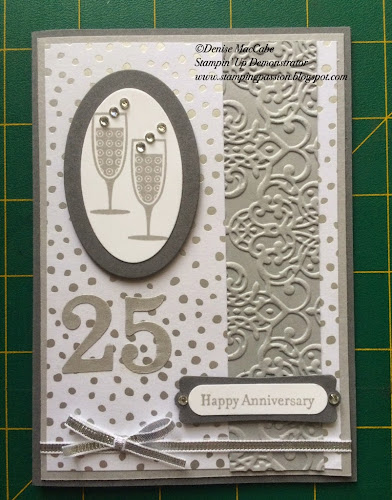 ©Denise MacCabe
Stampin' Up Demonstrator
www.stampingpassion.blogspot.com
25
Happy Anniversary